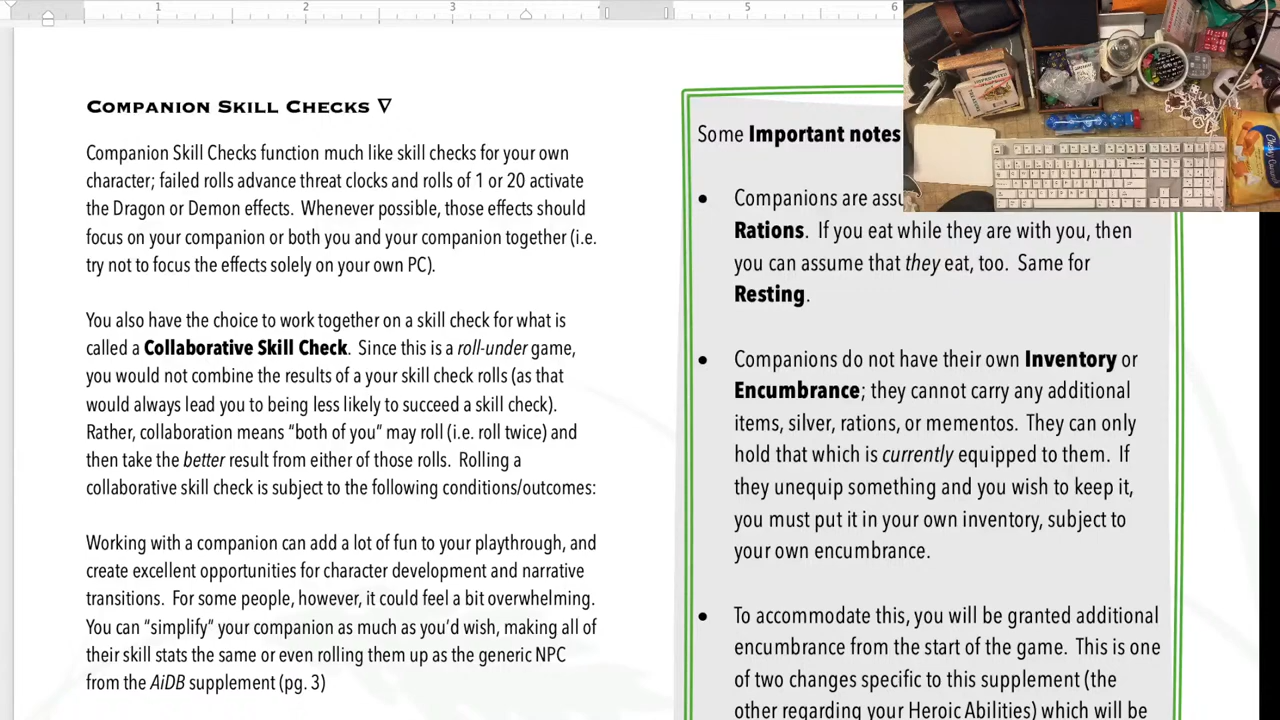 1 2 3 5 6
COMPANION SKILL CHECKS ∇
Companion Skill Checks function much like skill checks for your own
character; failed rolls advance threat clocks and rolls of 1 or 20 activate
the Dragon or Demon effects. Whenever possible, those effects should
focus on your companion or both you and your companion together (i.e.
try not to focus the effects solely on your own PC).
You also have the choice to work together on a skill check for what is
called a Collaborative Skill Check. Since this is a roll-under game,
you would not combine the results of a your skill check rolls (as that
would always lead you to being less likely to succeed a skill check).
Rather, collaboration means “both of you” may roll (i.e. roll twice) and
then take the better result from either of those rolls. Rolling a
collaborative skill check is subject to the following conditions/outcomes:
Working with a companion can add a lot of fun to your playthrough, and
create excellent opportunities for character development and narrative
transitions. For some people, however, it could feel a bit overwhelming.
You can “simplify” your companion as much as you’d wish, making all of
their skill stats the same or even rolling them up as the generic NPC
from the AiDB supplement (pg. 3)
Some Important notes
• Companions are assu
Rations. If you eat while they are with you, then
you can assume that they eat, too. Same for
Resting.
• Companions do not have their own Inventory or
Encumbrance; they cannot carry any additional
items, silver, rations, or mementos. They can only
hold that which is currently equipped to them. If
they unequip something and you wish to keep it,
you must put it in your own inventory, subject to
your own encumbrance.
• To accommodate this, you will be granted additional
encumbrance from the start of the game. This is one
of two changes specific to this supplement (the
other regarding your Heroic Abilities) which will be